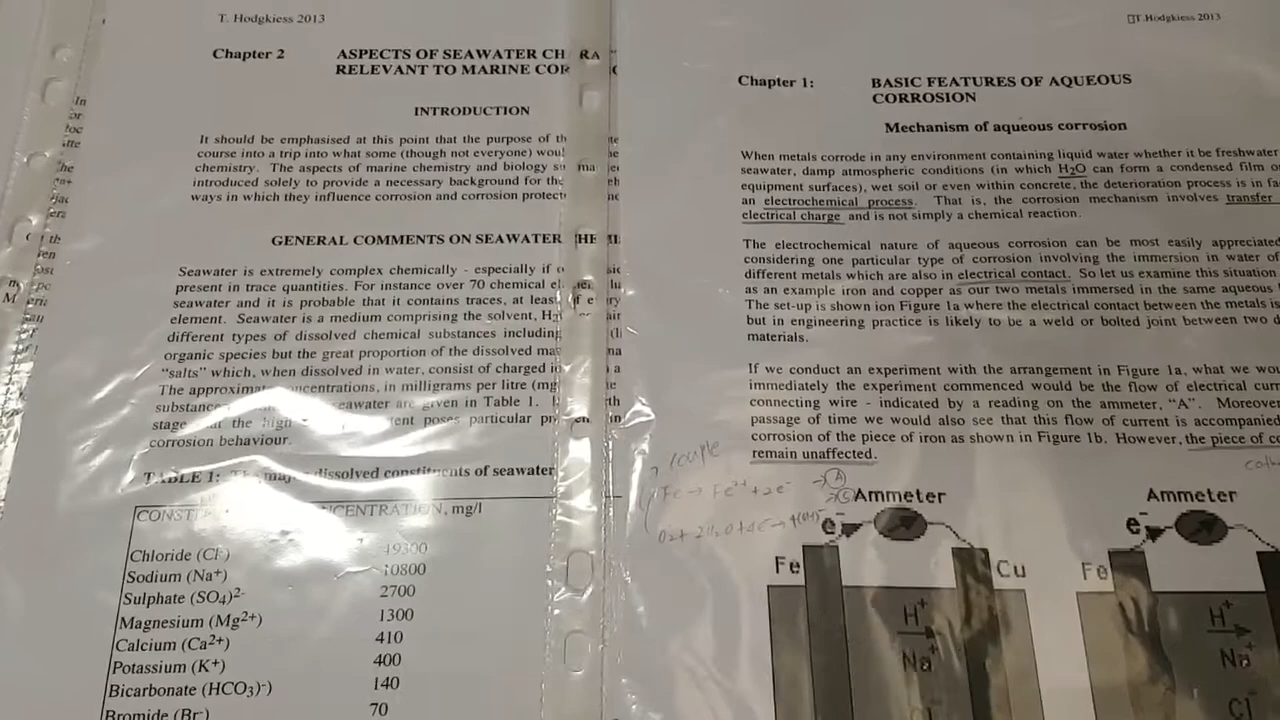 T. Hodgkiess 2013
Chapter 2 ASPECTS OF SEAWATER CH RA
RELEVANT TO MARINE COR
INTRODUCTION
It should be emphasised at this point that the purpose of th
course into a trip into what some (though not everyone) woul
chemistry. The aspects of marine chemistry and biology
introduced solely to provide a necessary background for the
ways in which they influence corrosion and corrosion protect
GENERAL COMMENTS ON SEAWATER
Seawater is extremely complex chemically - especially if
present in trace quantities. For instance over 70 chemical el
seawater and it is probable that it contains traces, at least
element. Seawater is a medium comprising the solvent,
different types of dissolved chemical substances including
organic species but the great proportion of the dissolved
“salts” which, when dissolved in water, consist of charged
The approximat concentrations, in milligrams per litre (mg
substanc seawater are given in Table 1.
stage the high poses particular
corrosion behaviour.
TABLE 1: dissolved constituents of seawater
CONST NCENTRATION, mg/l
Chloride (Cl-) 19300
Sodium (Na+) 10800
Sulphate (SO4)2- 2700
Magnesium (Mg2+) 1300
Calcium (Ca2+) 410
Potassium (K+) 400
Bicarbonate (HCO3)-) 140
Bromide (Br-) 70
T.Hodgkiess 2013
Chapter 1: BASIC FEATURES OF AQUEOUS
CORROSION
Mechanism of aqueous corrosion
When metals corrode in any environment containing liquid water whether it be freshwater
seawater, damp atmospheric conditions (in which H2O can form a condensed film o
equipment surfaces), wet soil or even within concrete, the deterioration process is in fa
an electrochemical process. That is, the corrosion mechanism involves transfer
electrical charge and is not simply a chemical reaction.
The electrochemical nature of aqueous corrosion can be most easily appreciated
considering one particular type of corrosion involving the immersion in water of
different metals which are also in electrical contact. So let us examine this situation
as an example iron and copper as our two metals immersed in the same aqueous
The set-up is shown ion Figure 1a where the electrical contact between the metals is
but in engineering practice is likely to be a weld or bolted joint between two d
materials.
If we conduct an experiment with the arrangement in Figure 1a, what we wou
immediately the experiment commenced would be the flow of electrical cur
connecting wire - indicated by a reading on the ammeter, “A”. Moreover
passage of time we would also see that this flow of current is accompanied
corrosion of the piece of iron as shown in Figure 1b. However, the piece of co
remain unaffected.
couple
Fe → Fe2+ + 2e- → A
→ C
O2 + 2H2O + 4e → 4(OH)-
Ammeter Ammeter
e- e-
Fe Cu Fe
H+ H+
Na+ Na+
Cl- Cl-